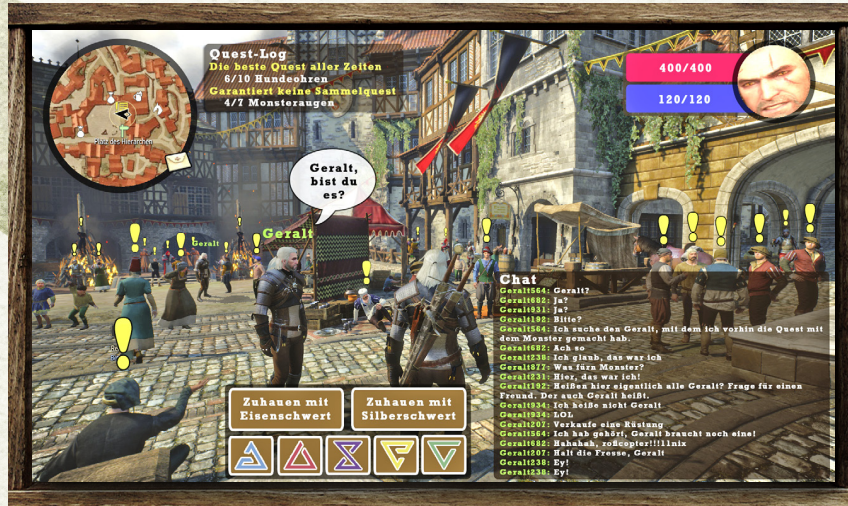 Quest-Log
Die beste Quest aller Zeiten
6/10 Hundeohren
Garantiert keine Sammelquest
4/7 Monsteraugen
400/400
120/120
Platz des Hierarchen
Geralt,
bist du
es?
Geralt
Geralt
Chat
Geralt564: Geralt?
Geralt682: Ja?
Geralt931: Ja?
Geralt192: Bitte?
Geralt564: Ich suche den Geralt, mit dem ich vorhin die Quest mit
dem Monster gemacht hab.
Geralt682: Ach so
Geralt238: Ich glaub, das war ich
Geralt877: Was fürn Monster?
Geralt231: Hier, das war ich!
Geralt192: Heißen hier eigentlich alle Geralt? Frage für einen
Freund. Der auch Geralt heißt.
Geralt934: Ich heiße nicht Geralt
Geralt934: LOL
Geralt207: Verkaufe eine Rüstung
Geralt564: Ich hab gehört, Geralt braucht noch eine!
Geralt682: Hahahah, roflcopter!!!11nix
Geralt207: Halt die Fresse, Geralt
Geralt238: Ey!
Geralt238: Ey!
Zuhauen mit
Eisenschwert
Zuhauen mit
Silberschwert